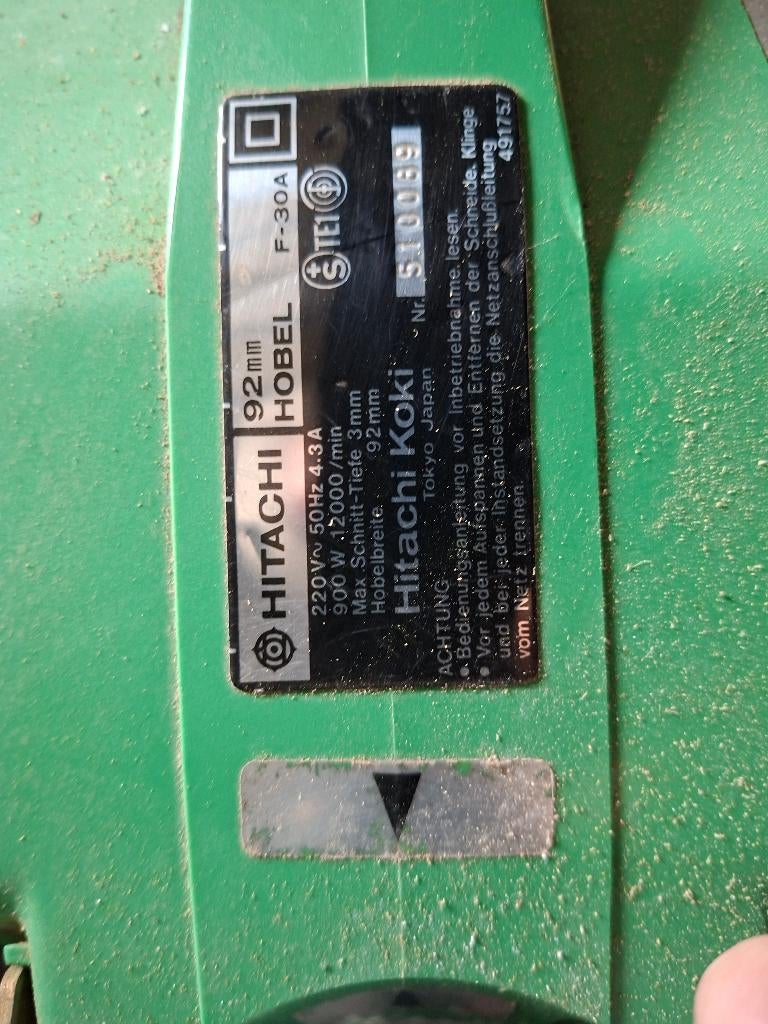 HITACHI
92mm
HOBEL F-30A
220V~ 50Hz 4.3A
900W 12000/min
Max Schnitt-Tiefe 3mm
Hobelbreite 92mm
S TE1
Hitachi Koki
Tokyo Japan
Nr. 510089
ACHTUNG:
• Bedienungsanleitung vor Inbetriebnahme lesen.
• Vor jedem Aufspannen und Entfernen der Schneide. Klinge
und bei jeder Instandsetzung die Netzanschlußleitung
vom Netz trennen.
491757